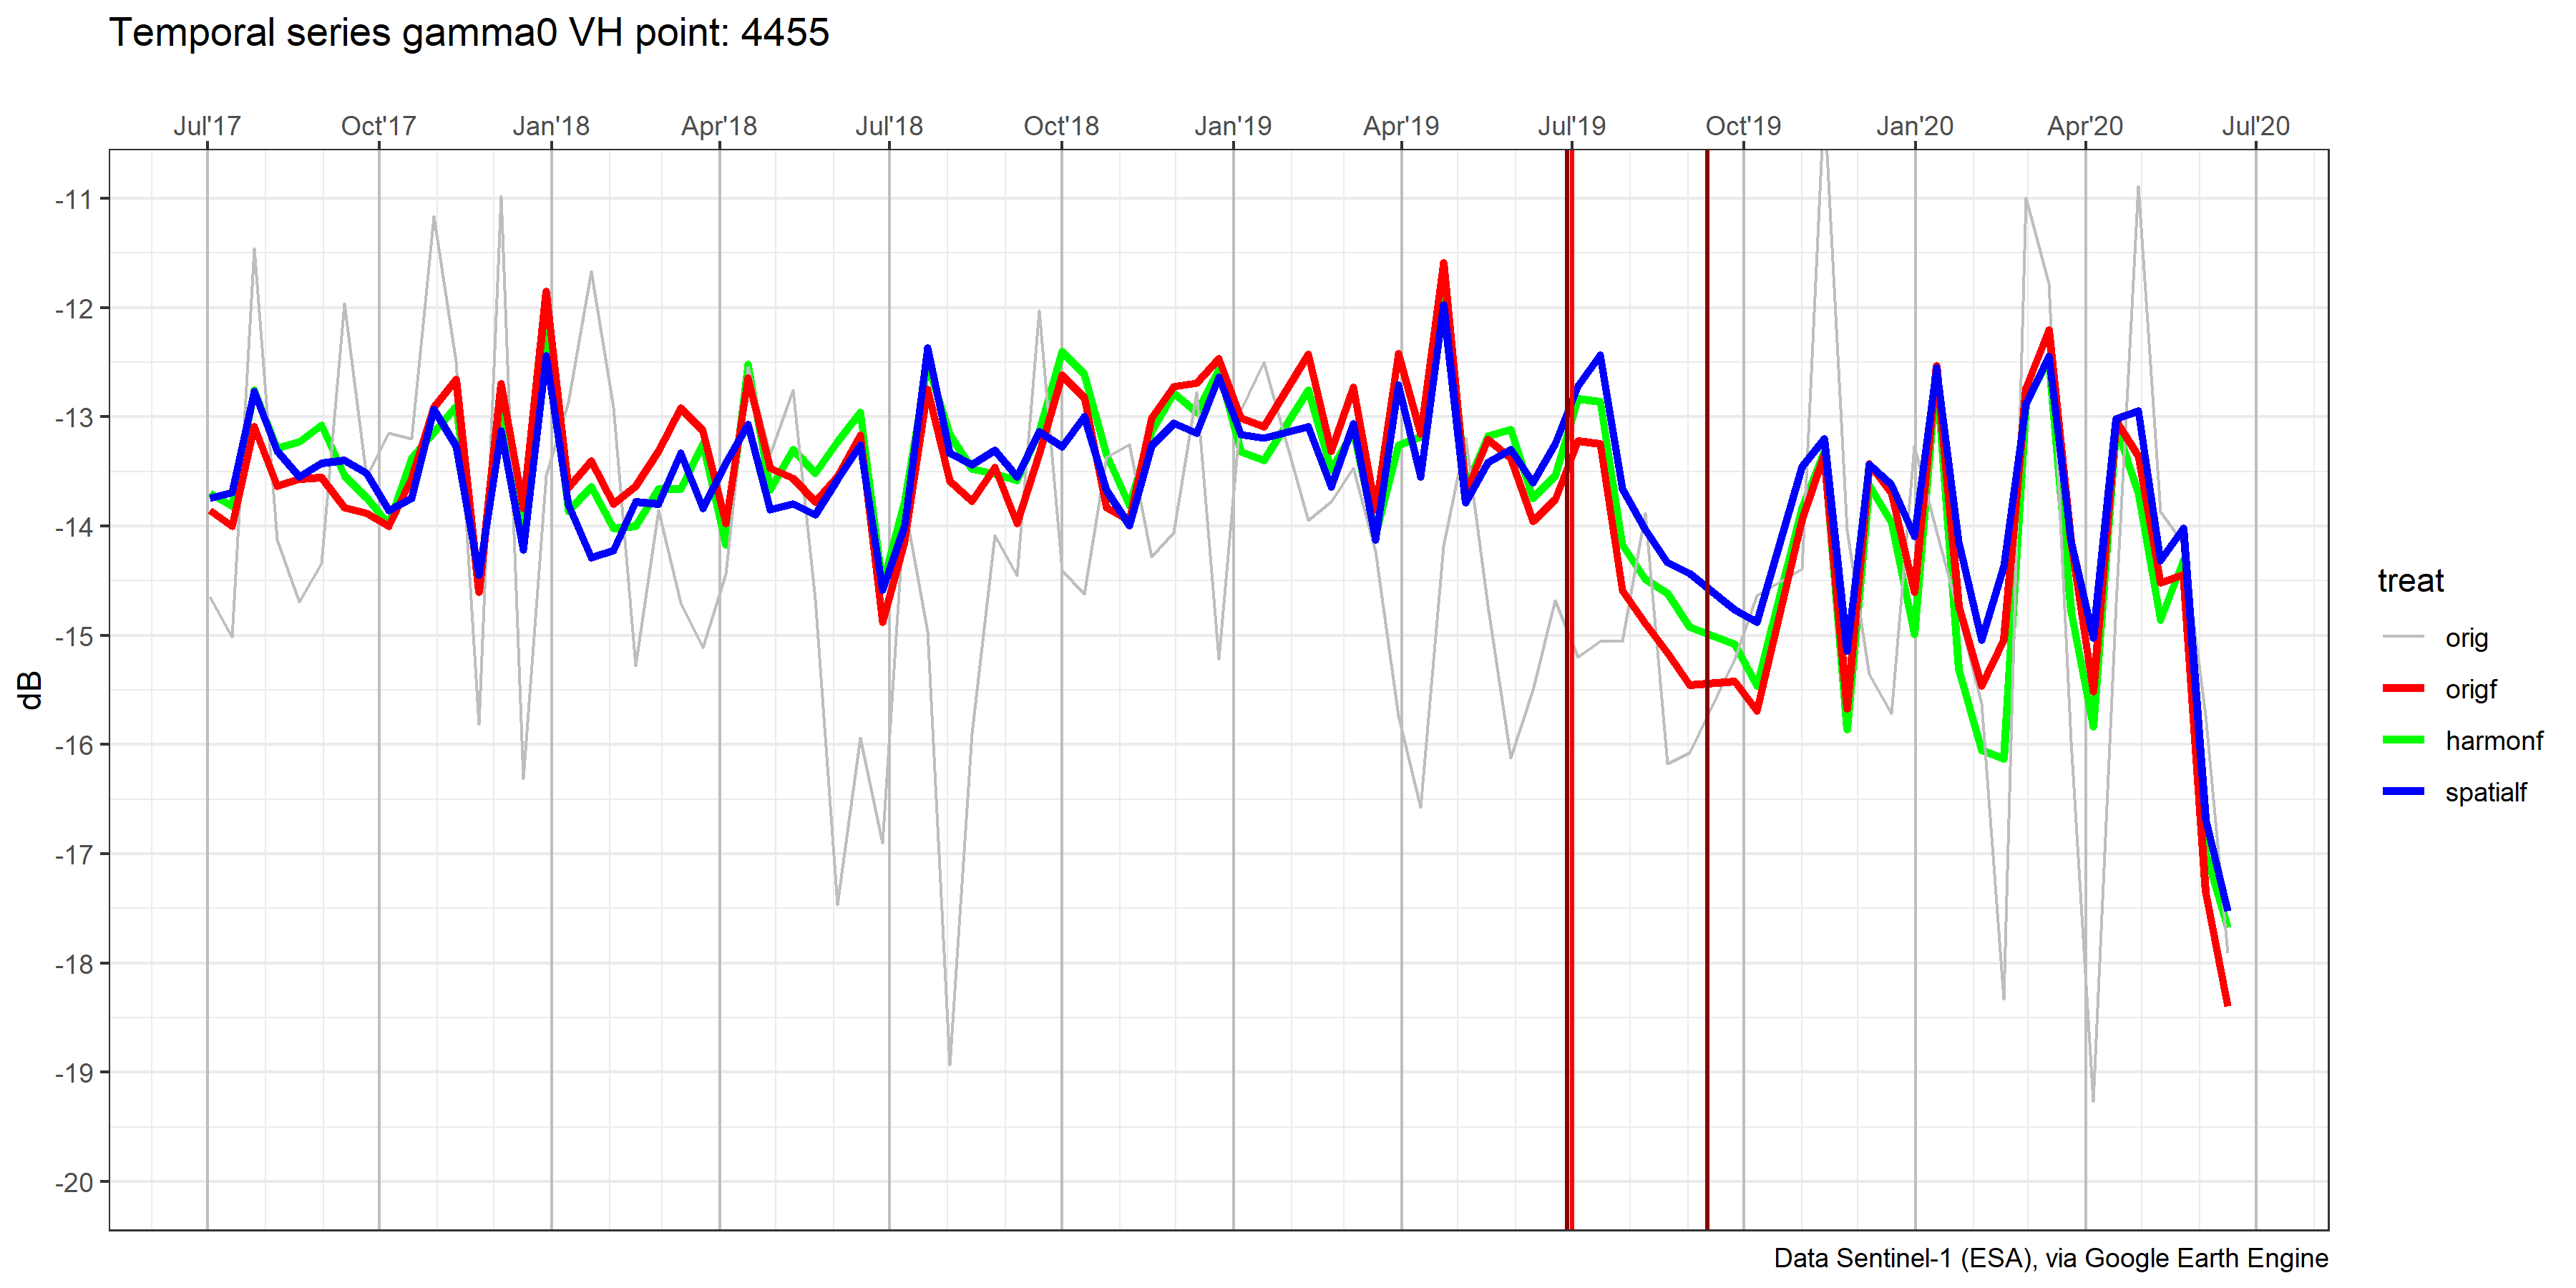 Temporal series gamma0 VH point: 4455
Jul'17 Oct'17 Jan'18 Apr'18 Jul'18 Oct'18 Jan'19 Apr'19 Jul'19 Oct'19 Jan'20 Apr'20 Jul'20
-11
-12
-13
-14
-15
-16
-17
-18
-19
-20
dB
treat
orig
origf
harmonf
spatialf
Data Sentinel-1 (ESA), via Google Earth Engine